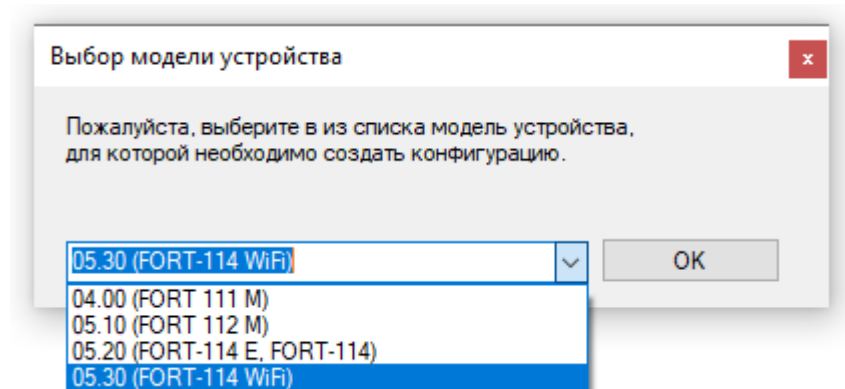 Выбор модели устройства
x
Пожалуйста, выберите в из списка модель устройства,
для которой необходимо создать конфигурацию.
05.30 (FORT-114 WiFi)
OK
04.00 (FORT 111 M)
05.10 (FORT 112 M)
05.20 (FORT-114 E, FORT-114)
05.30 (FORT-114 WiFi)